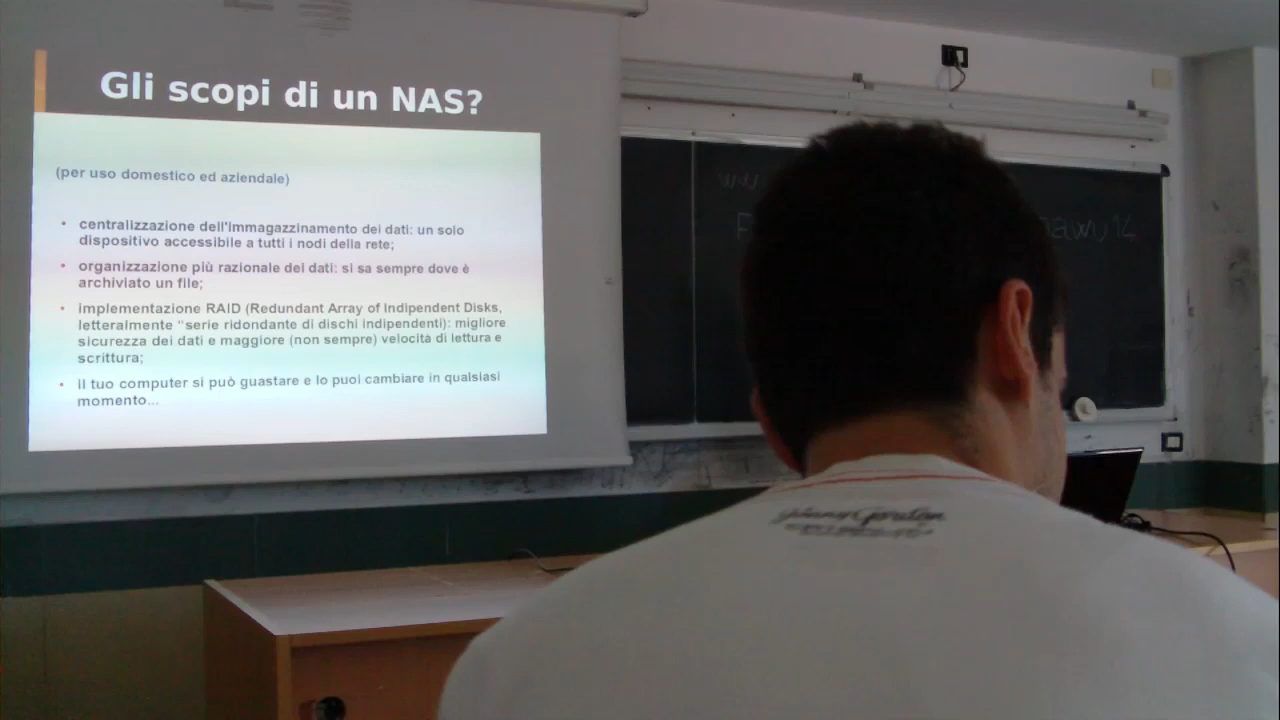 Gli scopi di un NAS?
(per uso domestico ed aziendale)
• centralizzazione dell'immagazzinamento dei dati: un solo
dispositivo accessibile a tutti i nodi della rete;
• organizzazione più razionale dei dati: si sa sempre dove è
archiviato un file;
• implementazione RAID (Redundant Array of Indipendent Disks,
letteralmente “serie ridondante di dischi indipendenti): migliore
sicurezza dei dati e maggiore (non sempre) velocità di lettura e
scrittura;
• il tuo computer si può guastare e lo puoi cambiare in qualsiasi
momento...